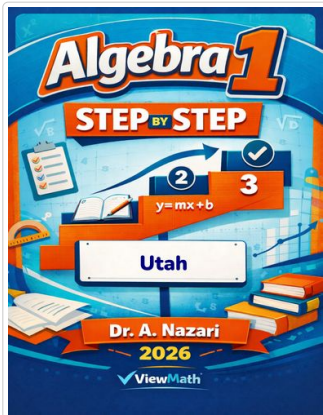 Algebra 1
STEP BY STEP
2
3
y=mx+b
Utah
Dr. A. Nazari
2026
ViewMath